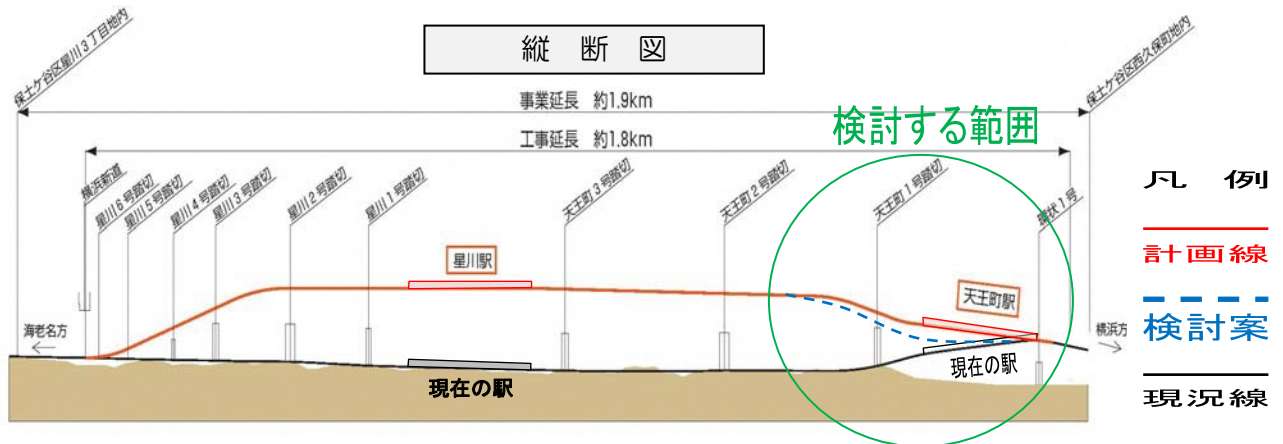 縦 断 図
保土ケ谷区星川3丁目地内
保土ケ谷区西久保町地内
事業延長 約1.9km
工事延長 約1.8km
検討する範囲
横浜新道
星川6号踏切
星川5号踏切
星川4号踏切
星川3号踏切
星川2号踏切
星川1号踏切
天王町3号踏切
天王町2号踏切
天王町1号踏切
環状1号
星川駅
天王町駅
海老名方
横浜方
現在の駅
現在の駅
凡 例
計画線
検討案
現況線